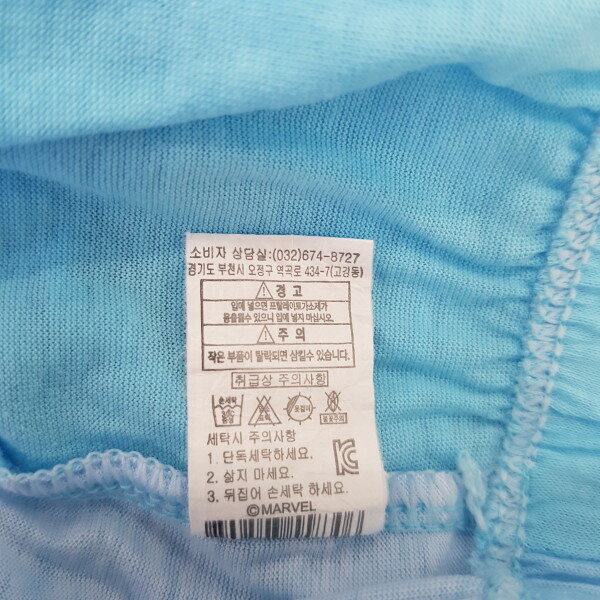 소비자 상담실:(032)674-8727
경기도 부천시 오정구 역곡로 434-7(고강동)
경 고
입에 넣으면 프탈레이트가소제가
용출될수 있으니 입에 넣지 마십시오.
주 의
작은 부품이 탈락되면 삼킬수 있습니다.
취급상 주의사항
손세탁 옷걸이
세탁시 주의사항
1. 단독세탁하세요.
2. 삶지 마세요.
3. 뒤집어 손세탁 하세요.
©MARVEL